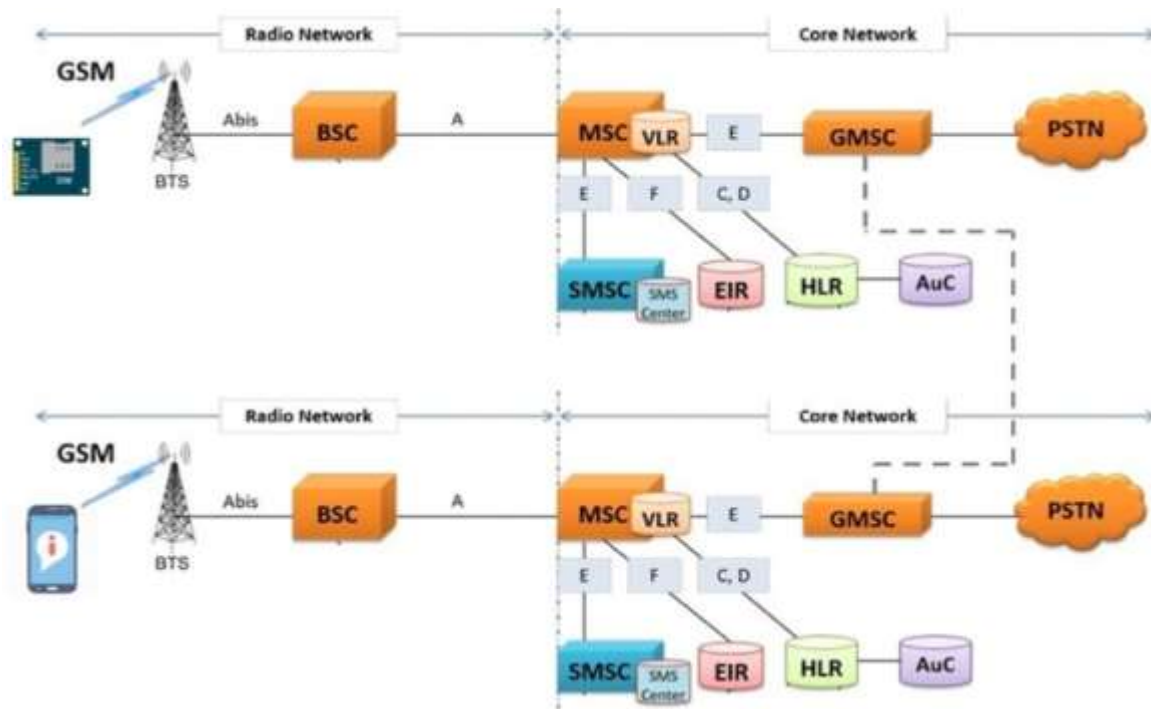 Radio Network
Core Network
GSM
Abis
BSC
A
MSC
VLR
E
GMSC
PSTN
BTS
E
F
C, D
SMSC
SMS
Center
EIR
HLR
AuC
Radio Network
Core Network
GSM
Abis
BSC
A
MSC
VLR
E
GMSC
PSTN
i
BTS
E
F
C, D
SMSC
SMS
Center
EIR
HLR
AuC